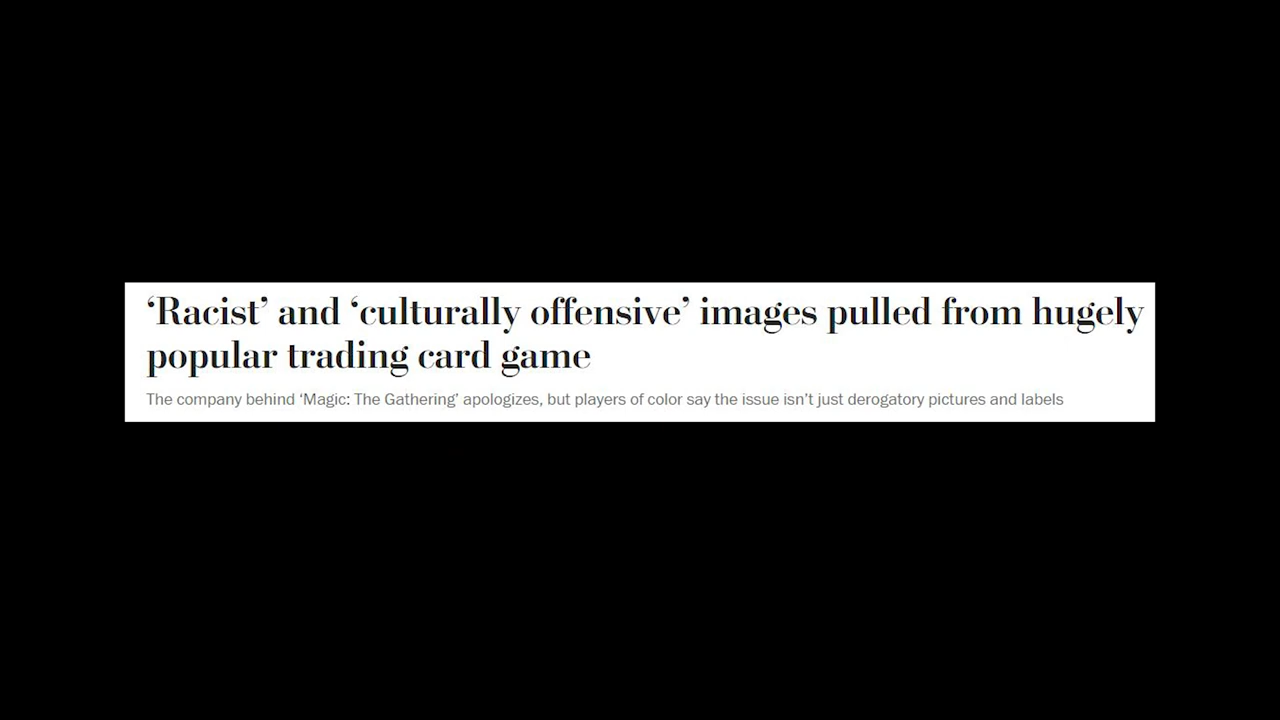 ‘Racist’ and ‘culturally offensive’ images pulled from hugely
popular trading card game
The company behind ‘Magic: The Gathering’ apologizes, but players of color say the issue isn’t just derogatory pictures and labels